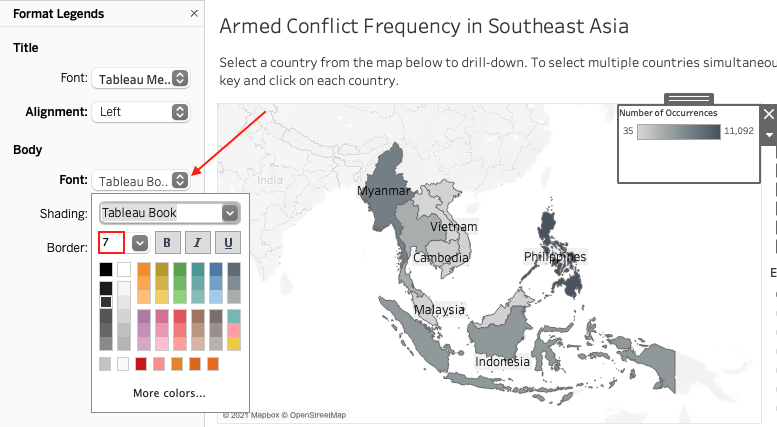 Format Legends
Title
Font: Tableau Me..
Alignment: Left
Body
Font: Tableau Bo..
Shading:
Tableau Book
Border:
7
B I U
More colors...
Armed Conflict Frequency in Southeast Asia
Select a country from the map below to drill-down. To select multiple countries simultaneou
key and click on each country.
Number of Occurrences
35 11,092
India
Myanmar
Vietnam
Cambodia
Philippines
Malaysia
Indonesia
© 2021 Mapbox © OpenStreetMap
E